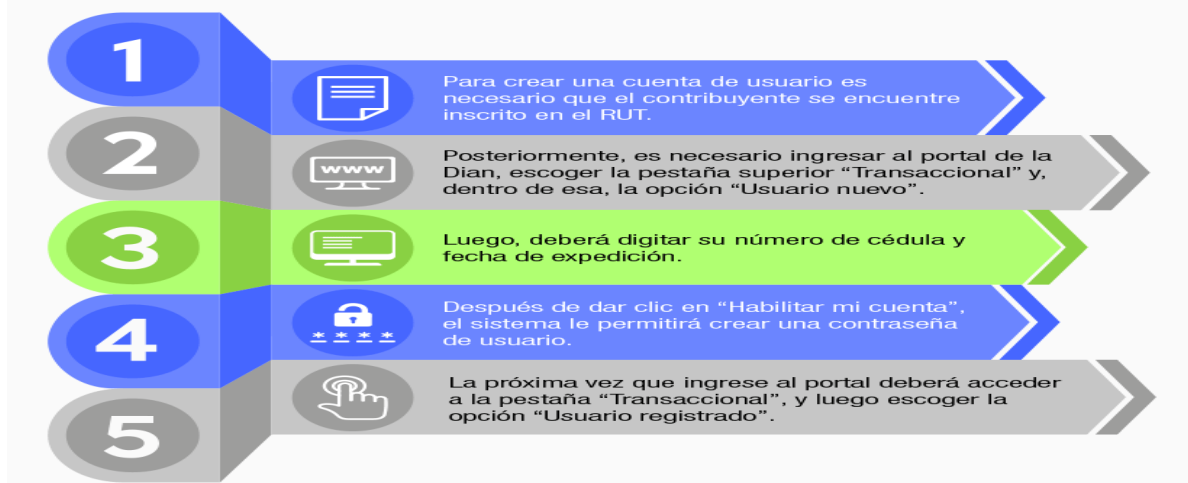 1
Para crear una cuenta de usuario es
necesario que el contribuyente se encuentre
inscrito en el RUT.
2
www
Posteriormente, es necesario ingresar al portal de la
Dian, escoger la pestaña superior “Transaccional” y,
dentro de esa, la opción “Usuario nuevo”.
3
Luego, deberá digitar su número de cédula y
fecha de expedición.
4
* * * *
Después de dar clic en “Habilitar mi cuenta”,
el sistema le permitirá crear una contraseña
de usuario.
5
La próxima vez que ingrese al portal deberá acceder
a la pestaña “Transaccional”, y luego escoger la
opción “Usuario registrado”.